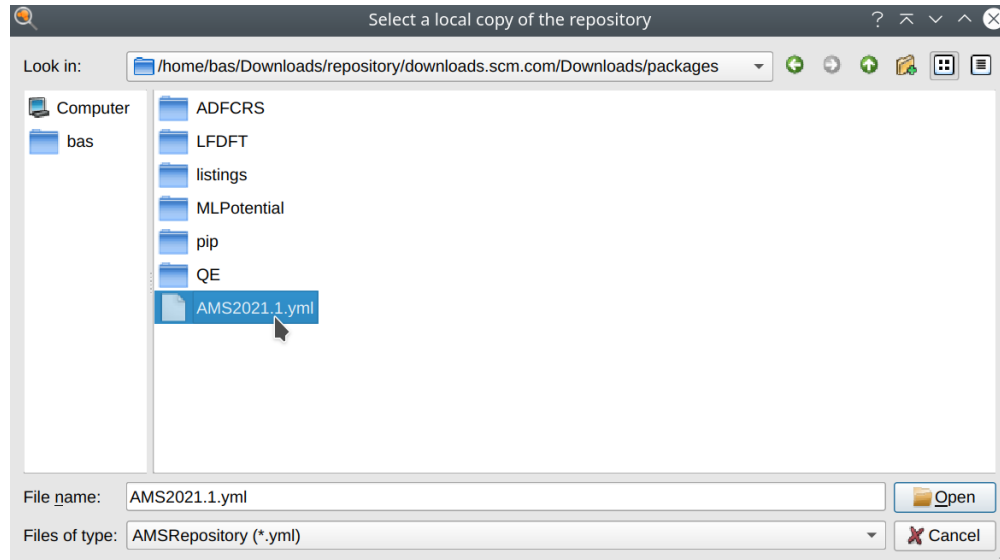 Select a local copy of the repository
Look in: /home/bas/Downloads/repository/downloads.scm.com/Downloads/packages
Computer
bas
ADFCRS
LFDFT
listings
MLPotential
pip
QE
AMS2021.1.yml
File name: AMS2021.1.yml
Open
Files of type: AMSRepository (*.yml)
Cancel